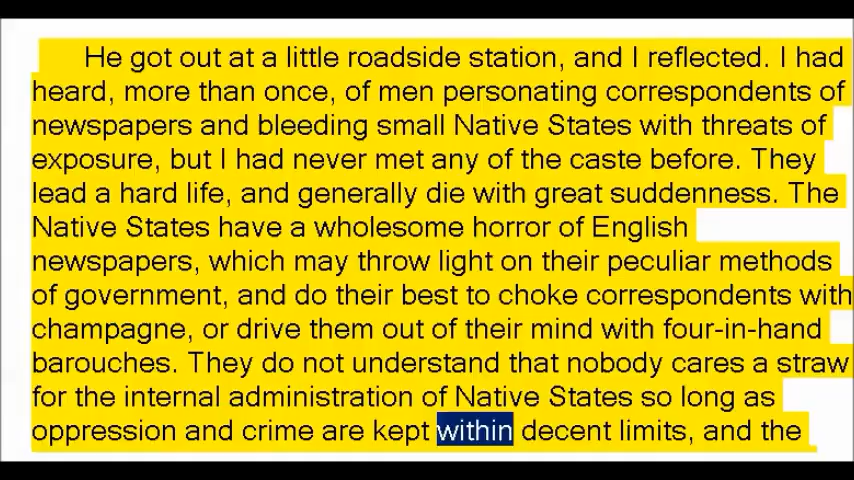 He got out at a little roadside station, and I reflected. I had
heard, more than once, of men personating correspondents of
newspapers and bleeding small Native States with threats of
exposure, but I had never met any of the caste before. They
lead a hard life, and generally die with great suddenness. The
Native States have a wholesome horror of English
newspapers, which may throw light on their peculiar methods
of government, and do their best to choke correspondents with
champagne, or drive them out of their mind with four-in-hand
barouches. They do not understand that nobody cares a straw
for the internal administration of Native States so long as
oppression and crime are kept within decent limits, and the